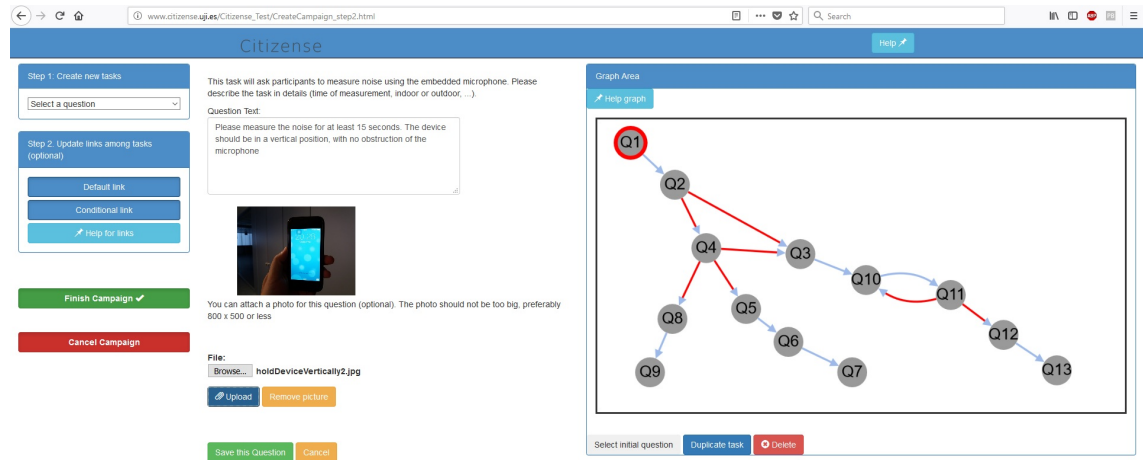 www.citizense.uji.es/Citizense_Test/CreateCampaign_step2.html
Search
Citizense
Help
Step 1: Create new tasks
Select a question
Step 2. Update links among tasks
(optional)
Default link
Conditional link
Help for links
Finish Campaign
Cancel Campaign
This task will ask participants to measure noise using the embedded microphone. Please
describe the task in details (time of measurement, indoor or outdoor, ...).
Question Text:
Please measure the noise for at least 15 seconds. The device
should be in a vertical position, with no obstruction of the
microphone
You can attach a photo for this question (optional). The photo should not be too big, preferably
800 x 500 or less
File:
Browse... holdDeviceVertically2.jpg
Upload
Remove picture
Save this Question
Cancel
Graph Area
Help graph
Q1
Q2
Q4
Q3
Q10
Q11
Q8
Q5
Q12
Q6
Q9
Q7
Q13
Select initial question
Duplicate task
Delete